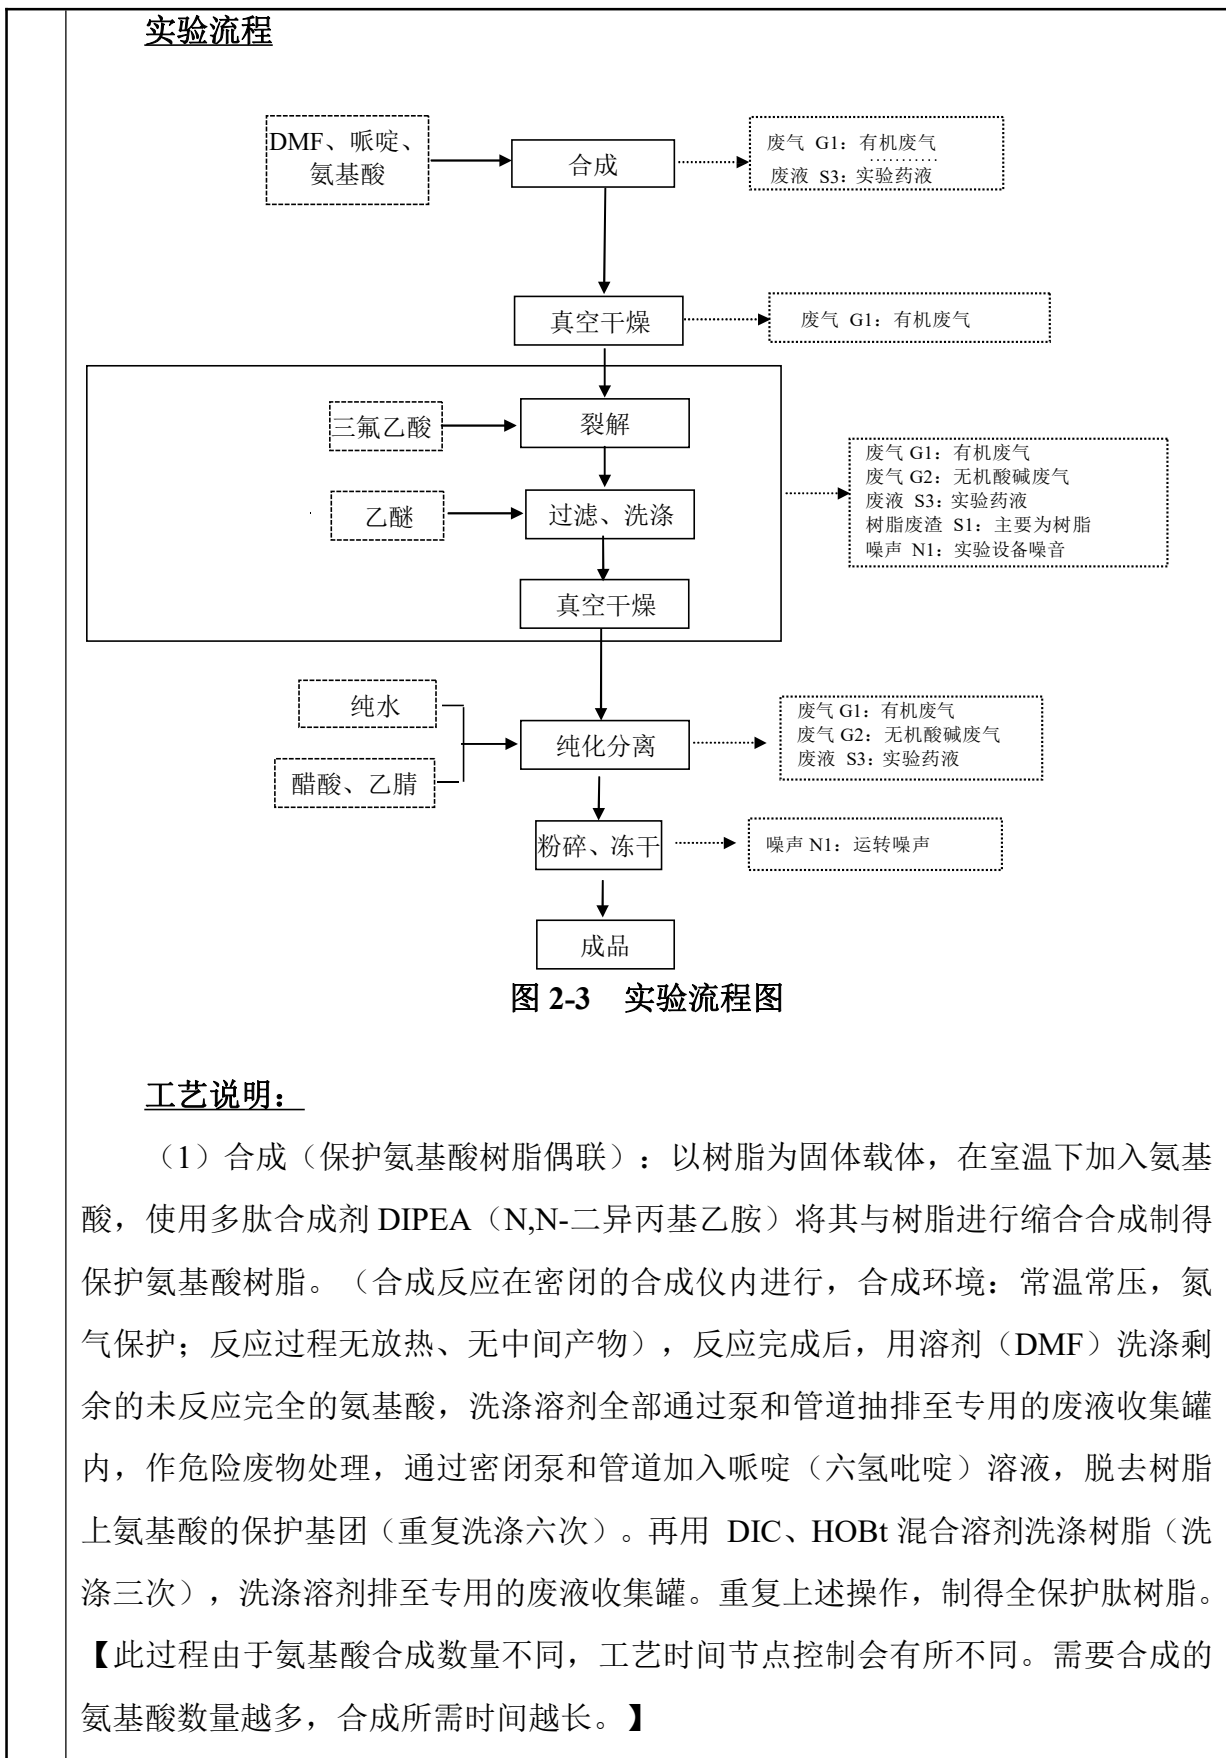 实验流程
DMF、哌啶、
氨基酸
合成
废气 G1：有机废气
废液 S3：实验药液
真空干燥
废气 G1：有机废气
三氟乙酸
裂解
乙醚
过滤、洗涤
真空干燥
废气 G1：有机废气
废气 G2：无机酸碱废气
废液 S3：实验药液
树脂废渣 S1：主要为树脂
噪声 N1：实验设备噪音
纯水
醋酸、乙腈
纯化分离
废气 G1：有机废气
废气 G2：无机酸碱废气
废液 S3：实验药液
粉碎、冻干
噪声 N1：运转噪声
成品
图 2-3 实验流程图
工艺说明：
（1）合成（保护氨基酸树脂偶联）：以树脂为固体载体，在室温下加入氨基
酸，使用多肽合成剂 DIPEA（N,N-二异丙基乙胺）将其与树脂进行缩合合成制得
保护氨基酸树脂。（合成反应在密闭的合成仪内进行，合成环境：常温常压，氮
气保护；反应过程无放热、无中间产物），反应完成后，用溶剂（DMF）洗涤剩
余的未反应完全的氨基酸，洗涤溶剂全部通过泵和管道抽排至专用的废液收集罐
内，作危险废物处理，通过密闭泵和管道加入哌啶（六氢吡啶）溶液，脱去树脂
上氨基酸的保护基团（重复洗涤六次）。再用 DIC、HOBt 混合溶剂洗涤树脂（洗
涤三次），洗涤溶剂排至专用的废液收集罐。重复上述操作，制得全保护肽树脂。
【此过程由于氨基酸合成数量不同，工艺时间节点控制会有所不同。需要合成的
氨基酸数量越多，合成所需时间越长。】